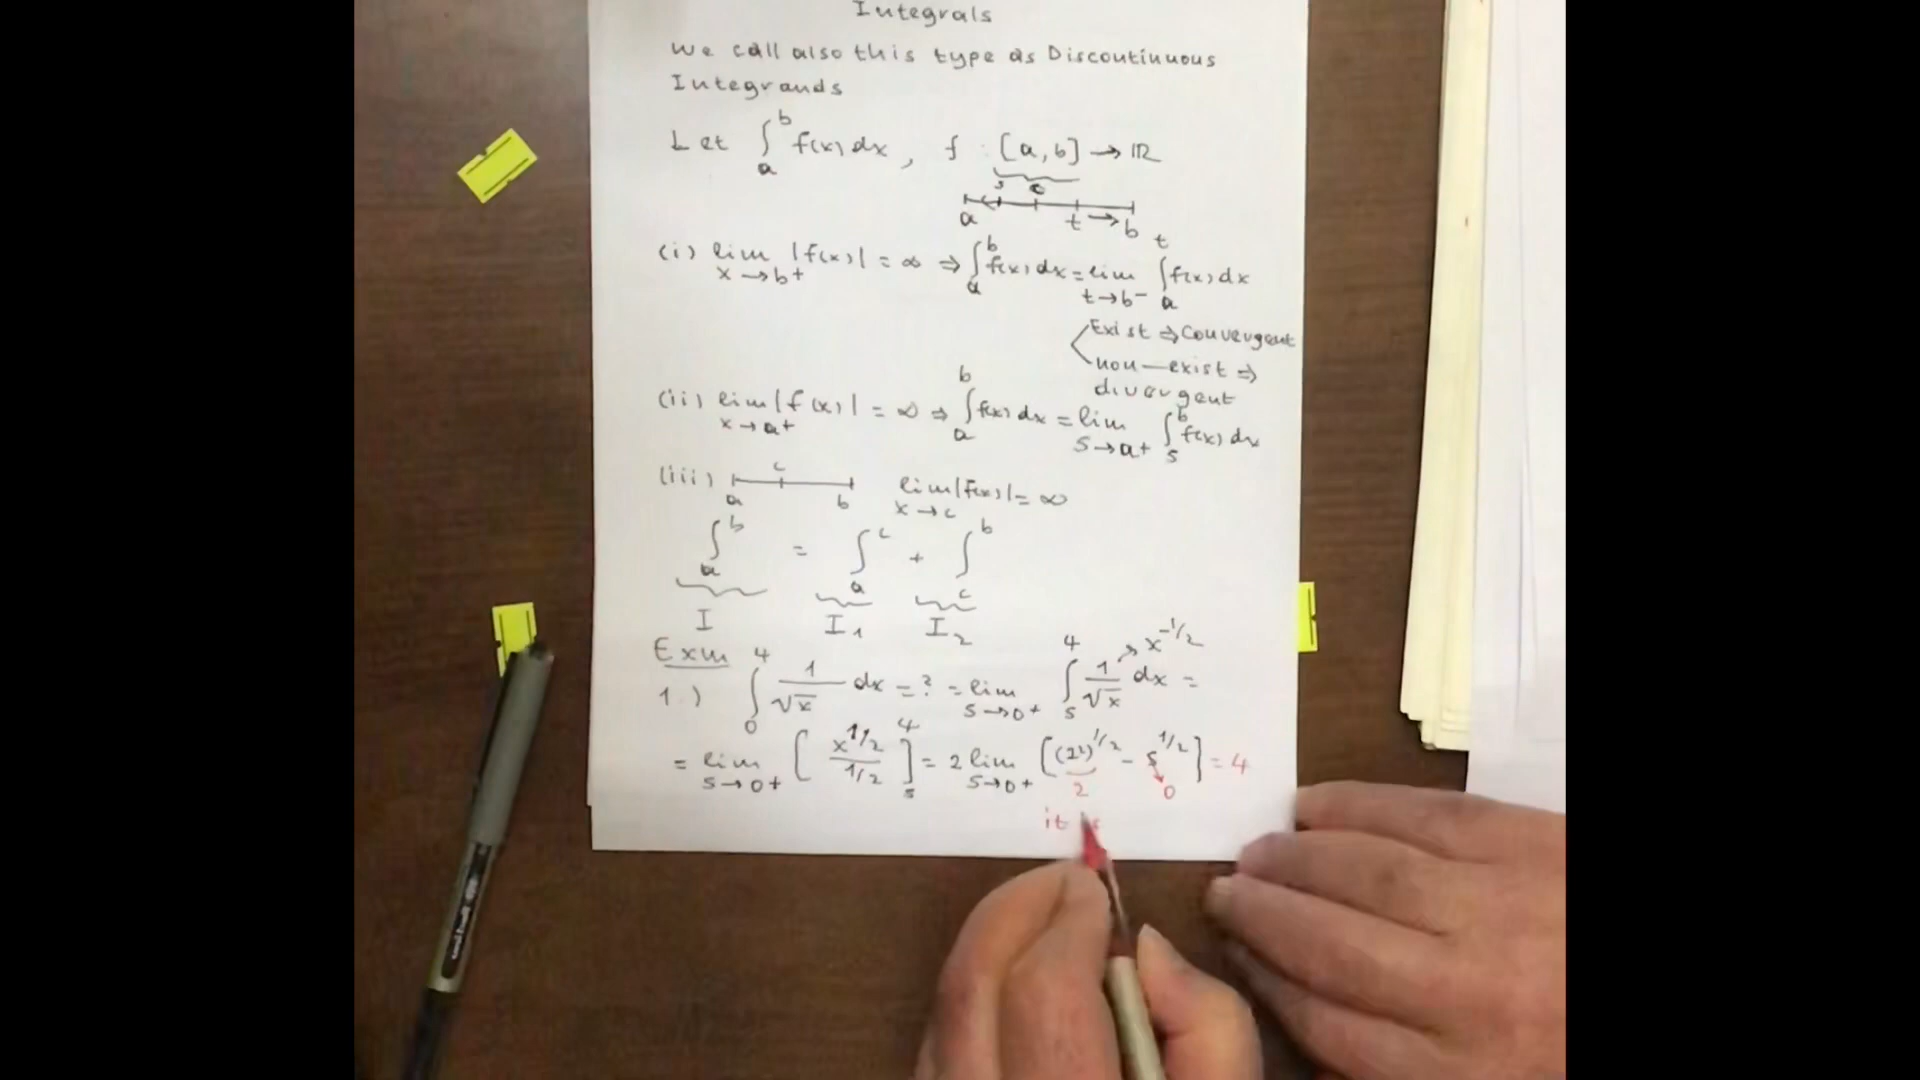 Integrals
We call also this type as Discontinuous
Integrands
Let ∫_a^b f(x) dx , f : [a, b] → IR
s c
a t → b
(i) lim_{x→b+} |f(x)| = ∞ ⇒ ∫_a^b f(x) dx = lim_{t→b-} ∫_a^t f(x) dx
Exist ⇒ Convergent
non-exist ⇒
divergent
(ii) lim_{x→a+} |f(x)| = ∞ ⇒ ∫_a^b f(x) dx = lim_{s→a+} ∫_s^b f(x) dx
(iii) a c b lim_{x→c} |f(x)| = ∞
∫_a^b = ∫_a^c + ∫_c^b
I I_1 I_2
Exm
1.) ∫_0^4 1/√x dx = ? = lim_{s→0+} ∫_s^4 1/√x dx = → x^{-1/2}
= lim_{s→0+} [ x^{1/2} / 1/2 ]_s^4 = 2 lim_{s→0+} [(2²)^{1/2} - s^{1/2}] = 4
2 0
it